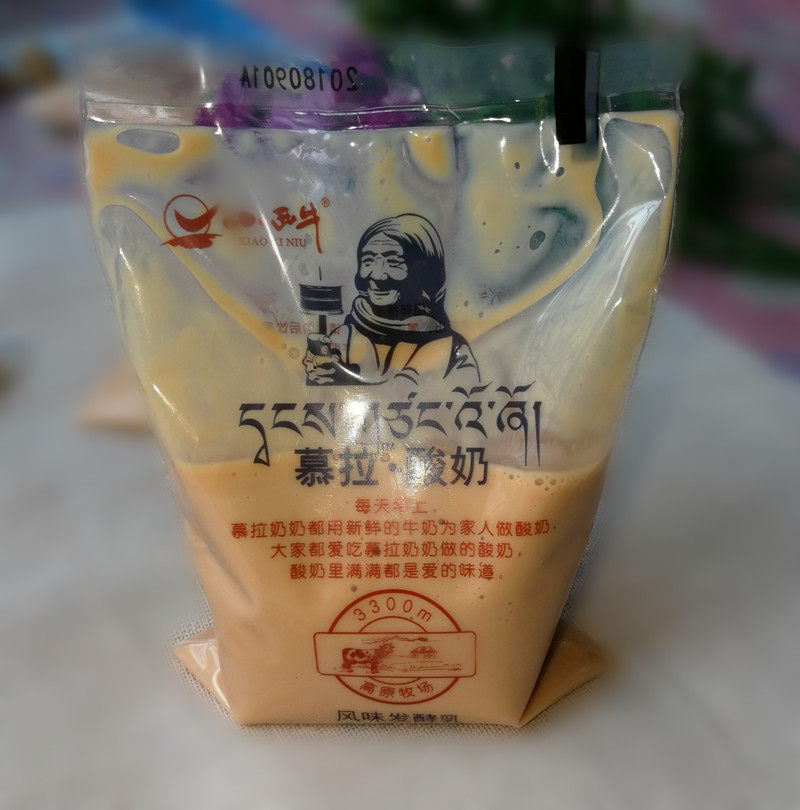 20180901A
小西牛®
XIAO XI NIU
དྭངས་གཙང་འོ་ཞོ།
慕拉·酸奶
每天早上，
慕拉奶奶都用新鲜的牛奶为家人做酸奶，
大家都爱吃慕拉奶奶做的酸奶，
酸奶里满满都是爱的味道。
3300m
高原牧场
风味发酵乳